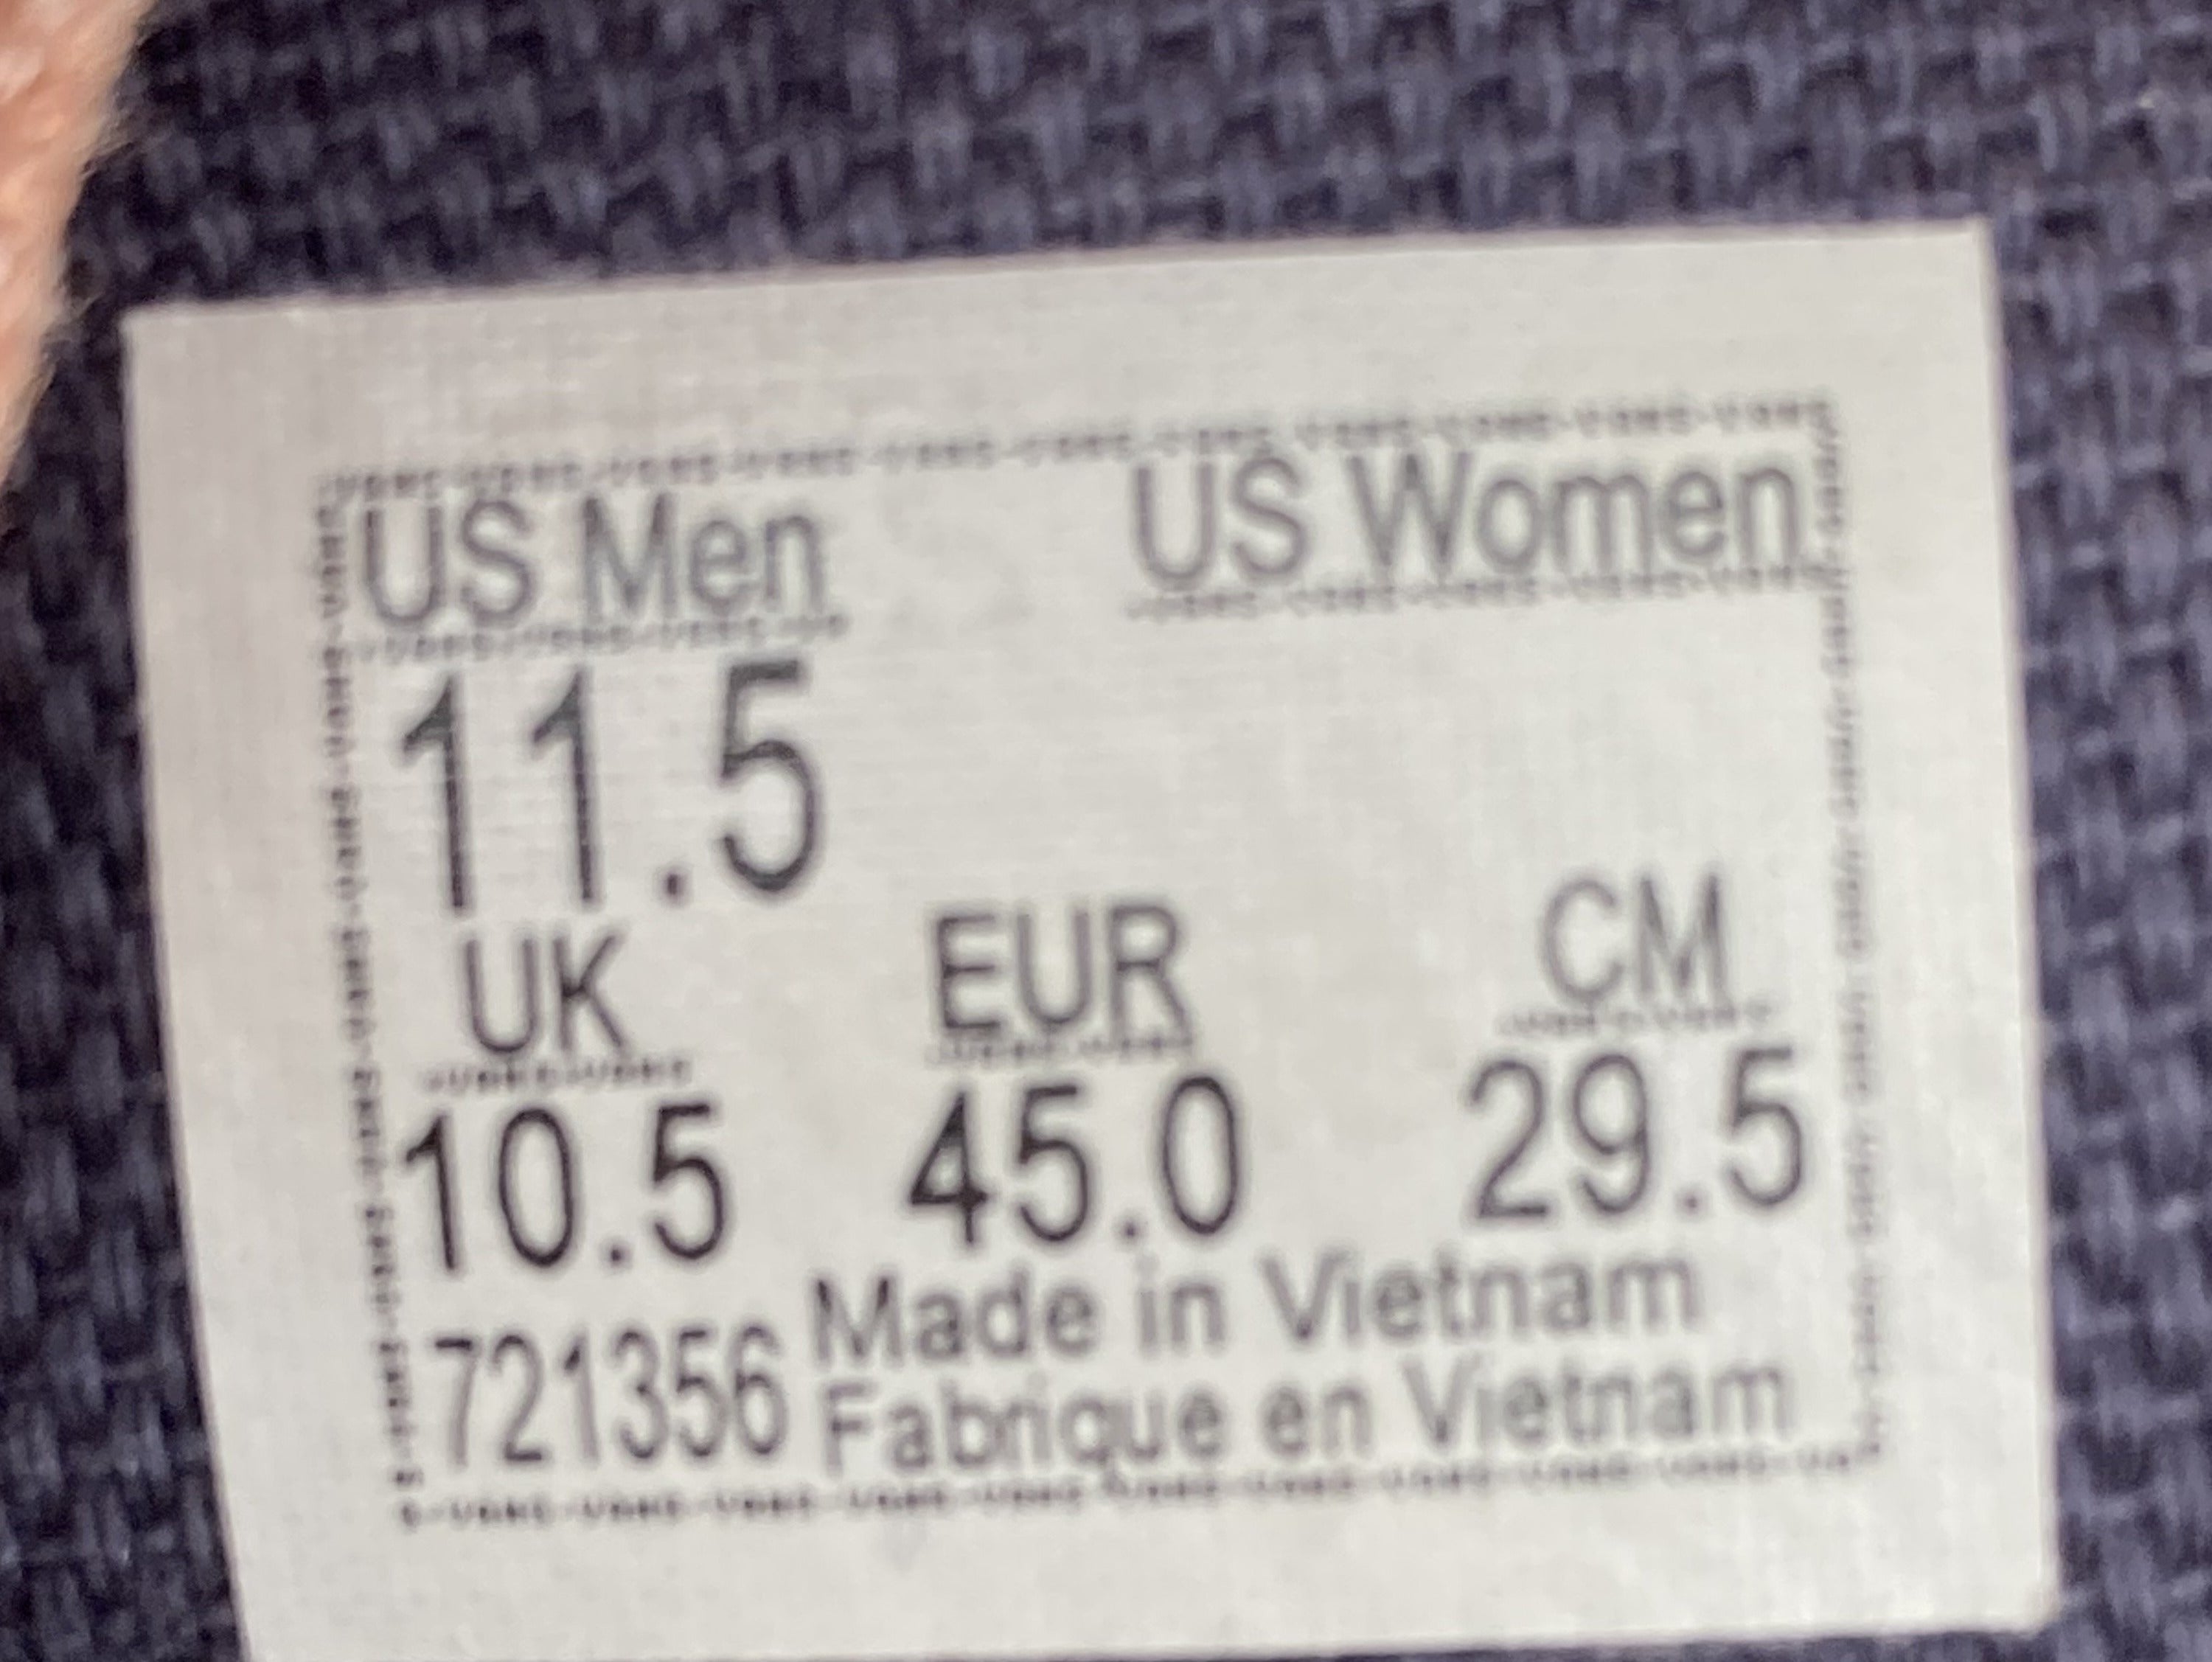 US Men US Women
11.5
UK EUR CM
10.5 45.0 29.5
721356 Made in Vietnam
Fabrique en Vietnam